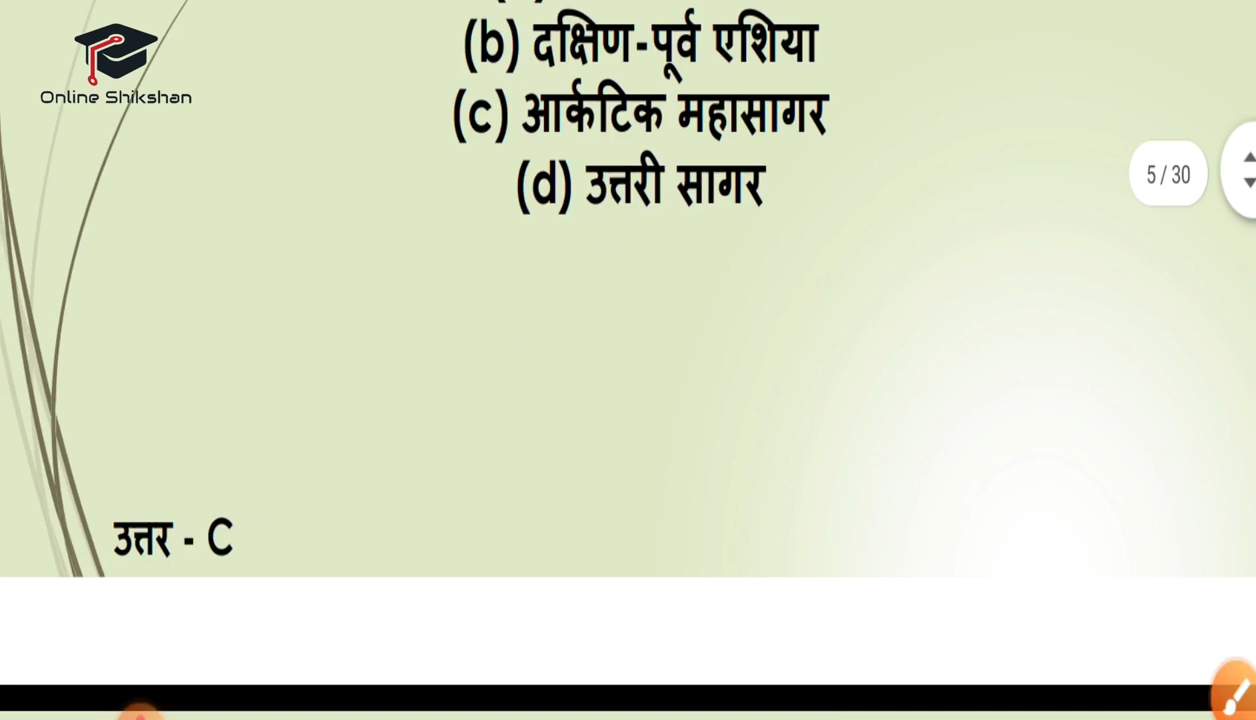 Online Shikshan
(b) दक्षिण-पूर्व एशिया
(c) आर्कटिक महासागर
(d) उत्तरी सागर
5 / 30
उत्तर - C